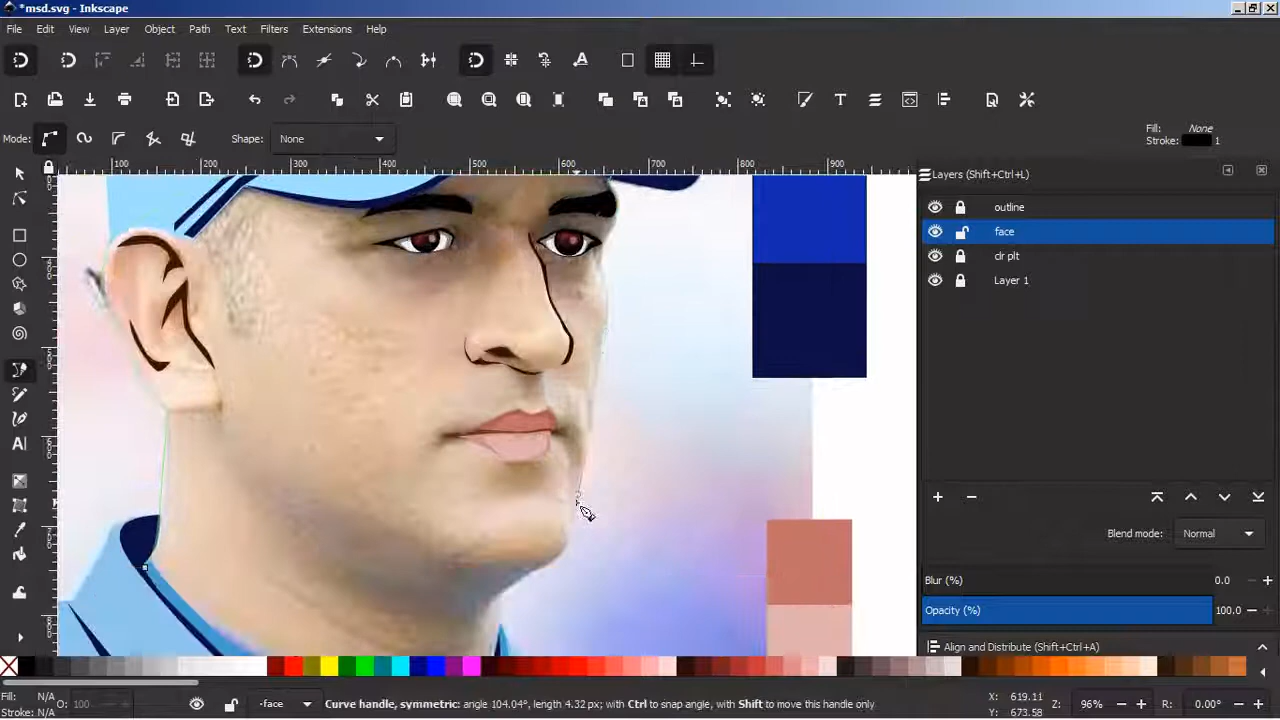 *msd.svg - Inkscape
File Edit View Layer Object Path Text Filters Extensions Help
Mode: Shape: None Fill: None
Stroke: 1
100 200 300 400 500 600 700 800 900
Layers (Shift+Ctrl+L)
outline
face
clr plt
Layer 1
Blend mode: Normal
Blur (%) 0.0
Opacity (%) 100.0
Align and Distribute (Shift+Ctrl+A)
Fill: N/A
Stroke: N/A
O: 100
-face
Curve handle, symmetric: angle 104.04°, length 4.32 px; with Ctrl to snap angle, with Shift to move this handle only
X: 619.11
Y: 673.58
Z: 96%
R: 0.00°